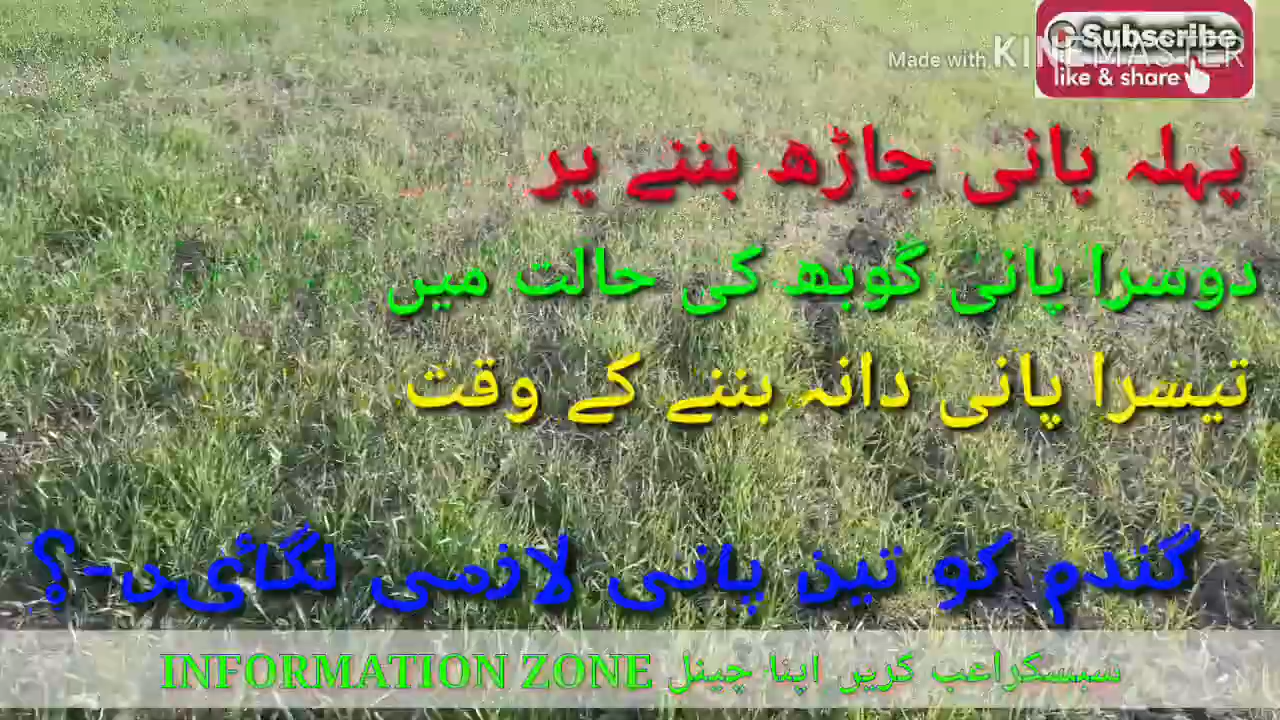 Subscribe
Made with KINEMASTER
like & share
پہلہ پانی جاڑھ بننے پر
دوسرا پانی گوبھ کی حالت میں
تیسرا پانی دانہ بننے کے وقت
گندم کو تین پانی لازمی لگائیں-؟
سبسکراعب کریں اپنا چینل INFORMATION ZONE